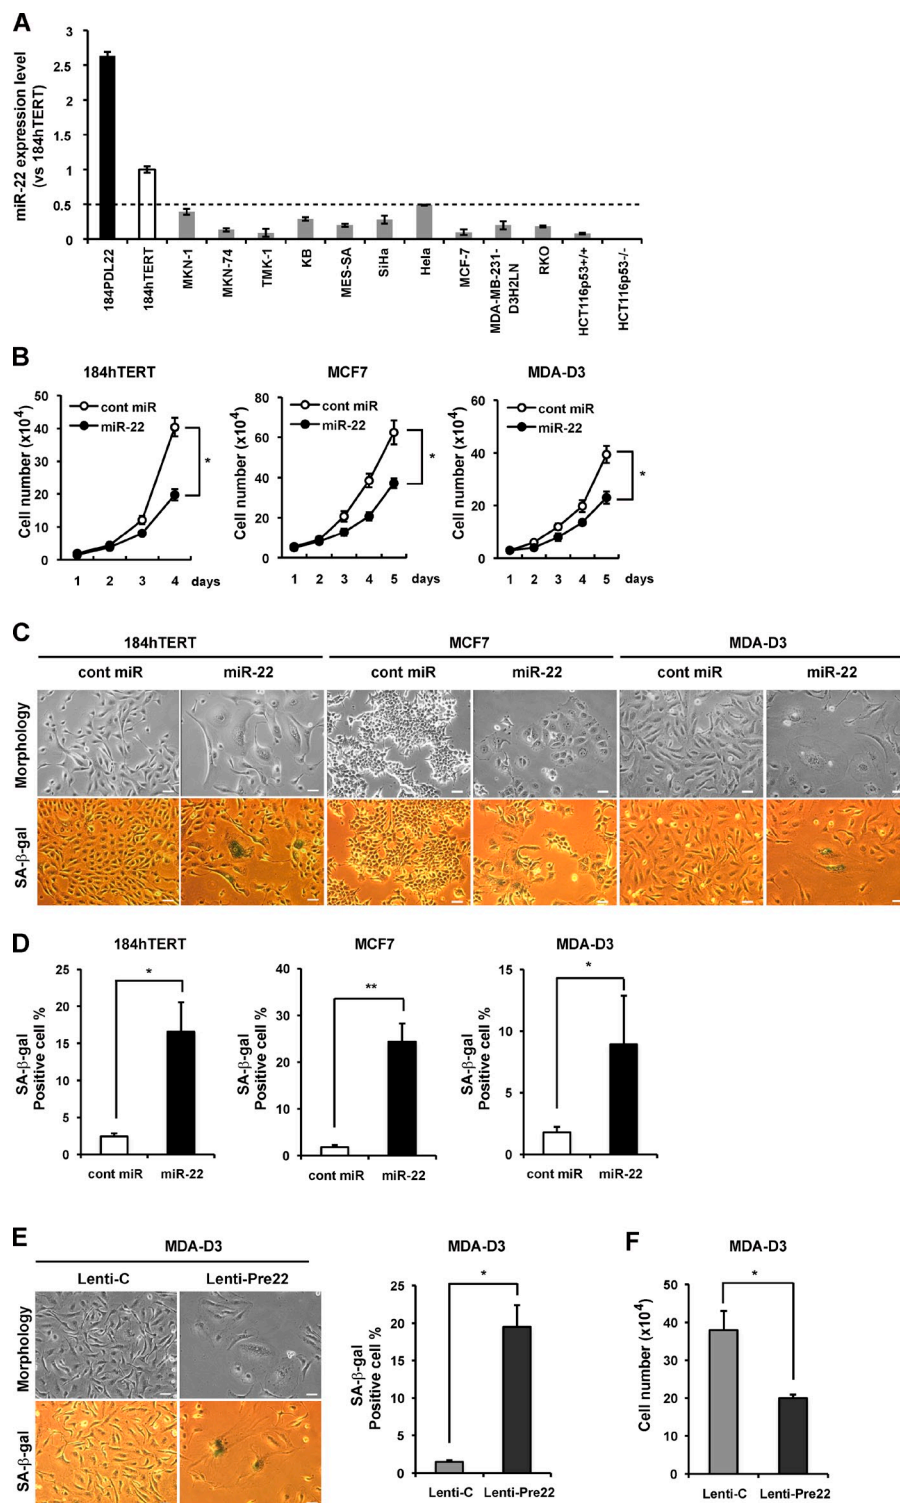 A
miR-22 expression level
(vs 184hTERT)
3
2.5
2
1.5
1
0.5
0
184PDL22
184hTERT
MKN-1
MKN-74
TMK-1
KB
MES-SA
SiHa
Hela
MCF-7
MDA-MB-231-
D3H2LN
RKO
HCT116p53+/+
HCT116p53-/-
B
184hTERT
Cell number (x10⁴)
50
40
30
20
10
0
cont miR
miR-22
*
1 2 3 4 days
MCF7
Cell number (x10⁴)
80
60
40
20
0
cont miR
miR-22
*
1 2 3 4 5 days
MDA-D3
Cell number (x10⁴)
60
40
20
0
cont miR
miR-22
*
1 2 3 4 5 days
C
184hTERT MCF7 MDA-D3
cont miR miR-22 cont miR miR-22 cont miR miR-22
Morphology
SA-β-gal
D
184hTERT
SA-β-gal
Positive cell %
25
20
15
10
5
0
*
cont miR miR-22
MCF7
SA-β-gal
Positive cell %
40
30
20
10
0
**
cont miR miR-22
MDA-D3
SA-β-gal
Positive cell %
15
10
5
0
*
cont miR miR-22
E
MDA-D3
Lenti-C Lenti-Pre22
Morphology
SA-β-gal
MDA-D3
SA-β-gal
Positive cell %
25
20
15
10
5
0
*
Lenti-C Lenti-Pre22
F
MDA-D3
Cell number (x10⁴)
50
40
30
20
10
0
*
Lenti-C Lenti-Pre22